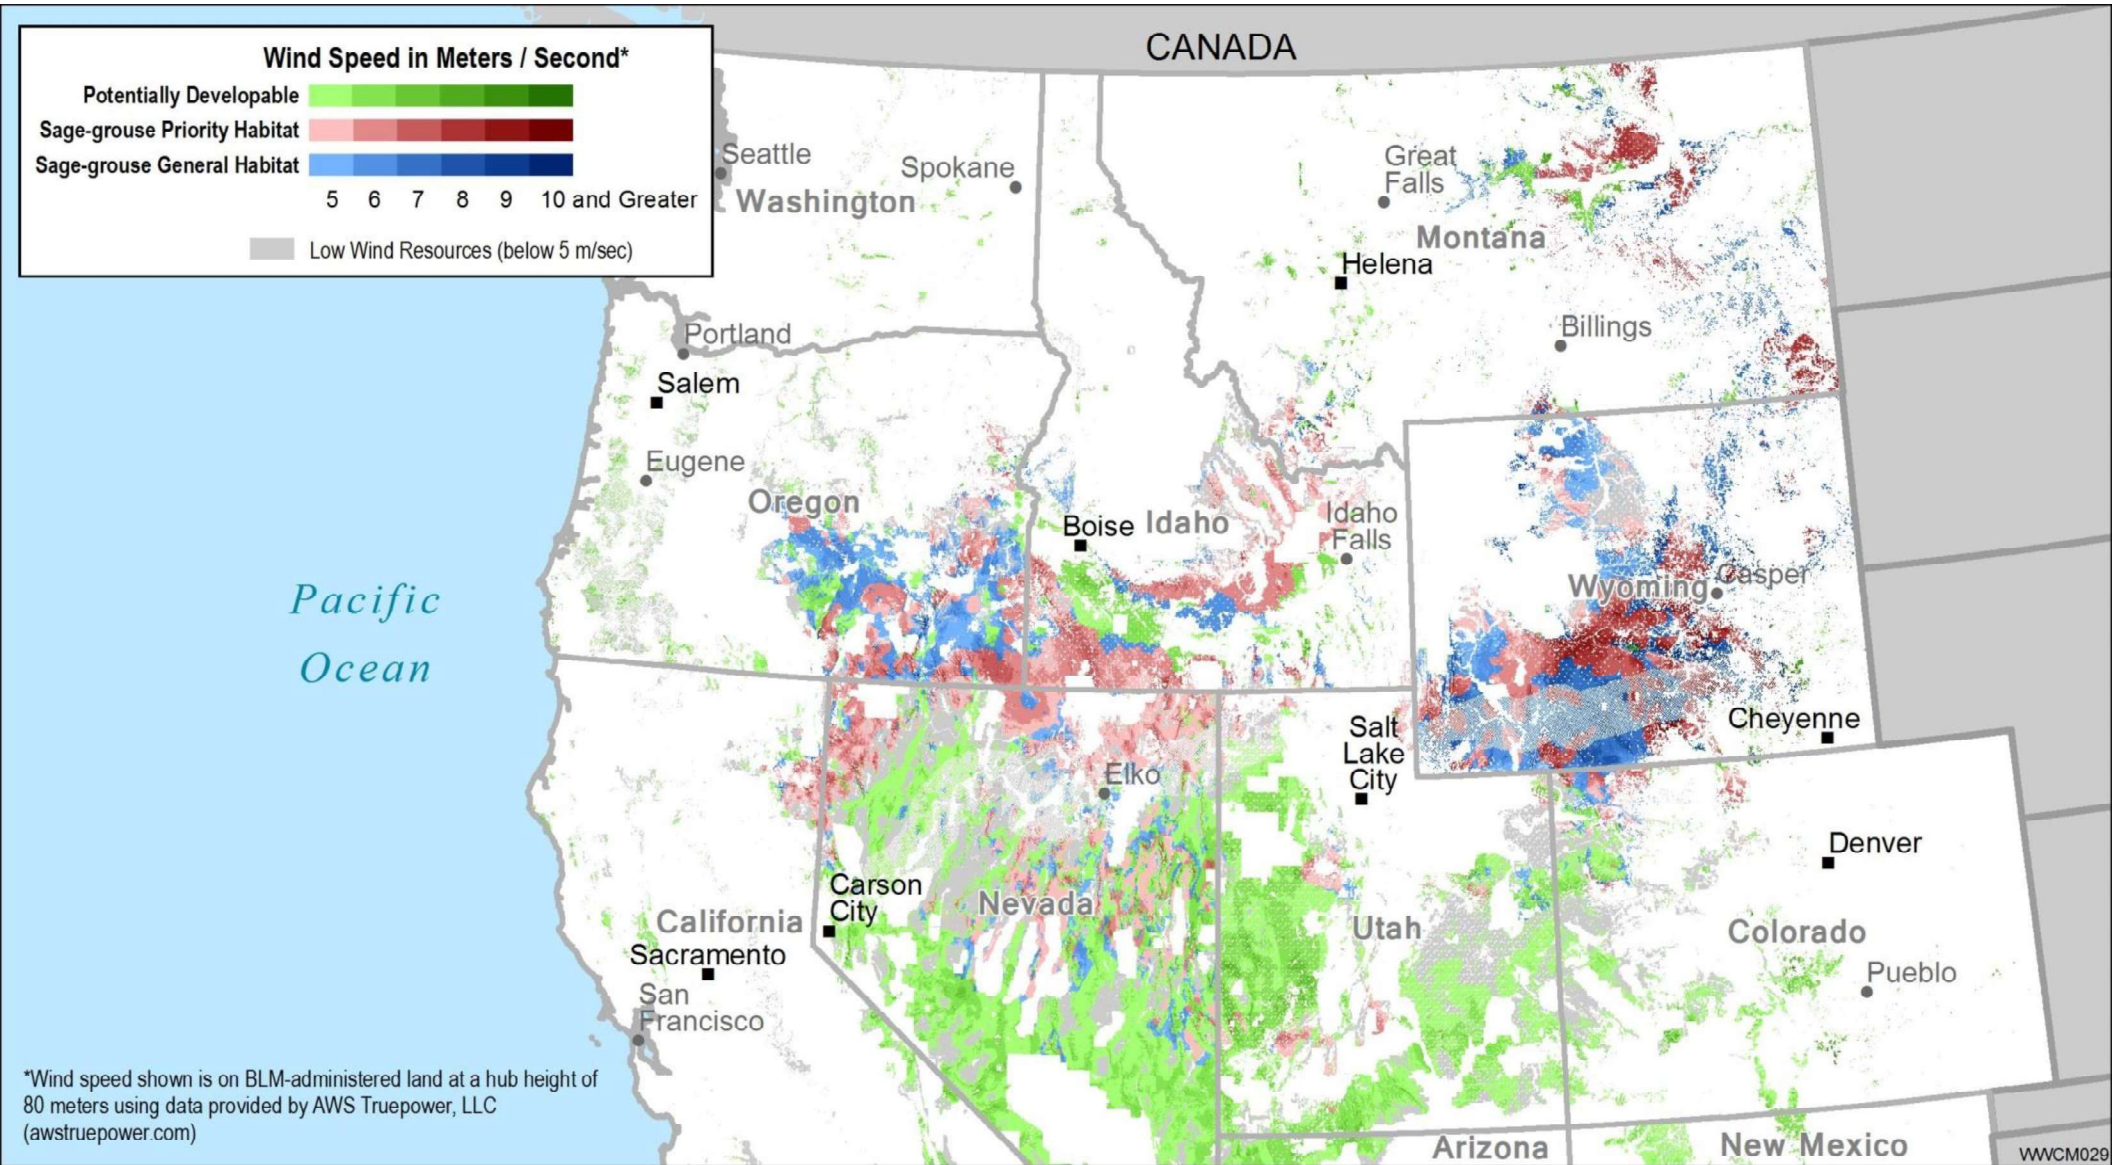 Wind Speed in Meters / Second*
Potentially Developable
Sage-grouse Priority Habitat
Sage-grouse General Habitat
5 6 7 8 9 10 and Greater
Low Wind Resources (below 5 m/sec)
CANADA
Seattle
Spokane
Washington
Great
Falls
Montana
Helena
Billings
Portland
Salem
Eugene
Oregon
Boise
Idaho
Idaho
Falls
Wyoming
Casper
Cheyenne
Pacific
Ocean
Salt
Lake
City
Elko
Denver
Carson
City
Nevada
Utah
Colorado
California
Sacramento
Pueblo
San
Francisco
*Wind speed shown is on BLM-administered land at a hub height of
80 meters using data provided by AWS Truepower, LLC
(awstruepower.com)
Arizona
New Mexico
WWCM029